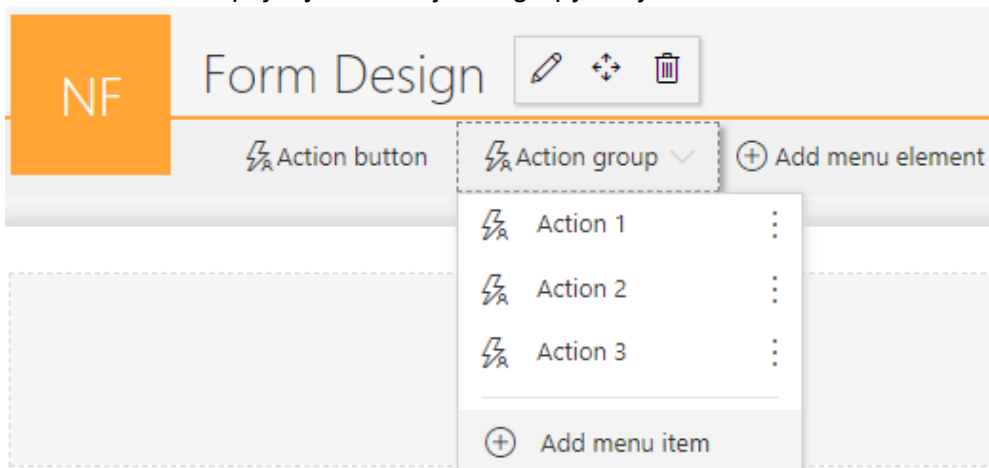 NF
Form Design
Action button
Action group
Add menu element
Action 1
Action 2
Action 3
Add menu item